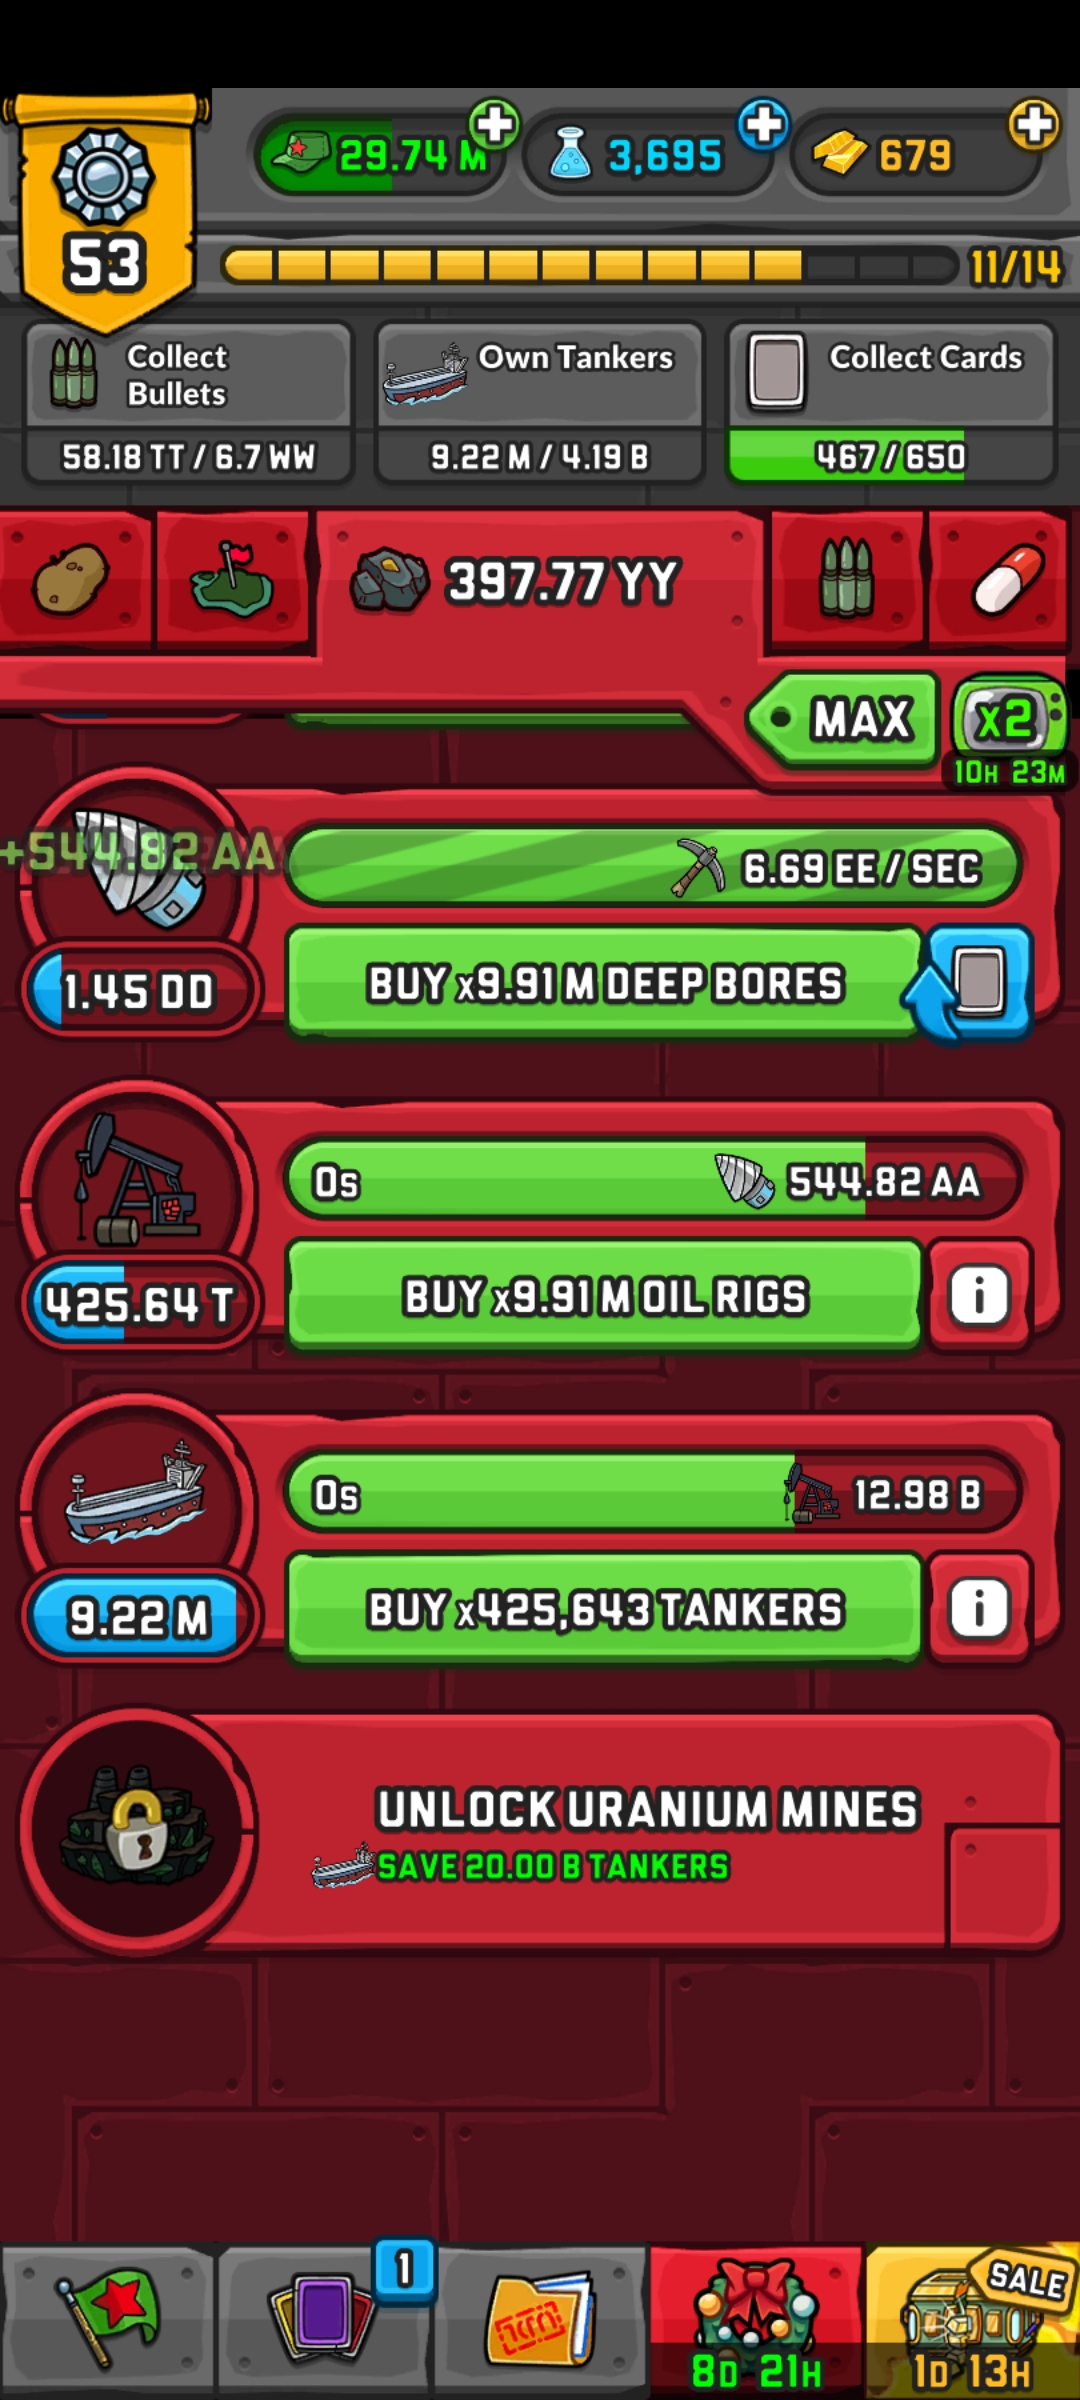 53
29.74 M
3,695
679
11/14
Collect
Bullets
58.18 TT / 6.7 WW
Own Tankers
9.22 M / 4.19 B
Collect Cards
467 / 650
397.77 YY
MAX
x2
10H 23M
+544.82 AA
6.69 EE / SEC
1.45 DD
BUY x9.91 M DEEP BORES
0s
544.82 AA
425.64 T
BUY x9.91 M OIL RIGS
i
0s
12.98 B
9.22 M
BUY x425,643 TANKERS
i
UNLOCK URANIUM MINES
SAVE 20.00 B TANKERS
1
SALE
8D 21H
1D 13H